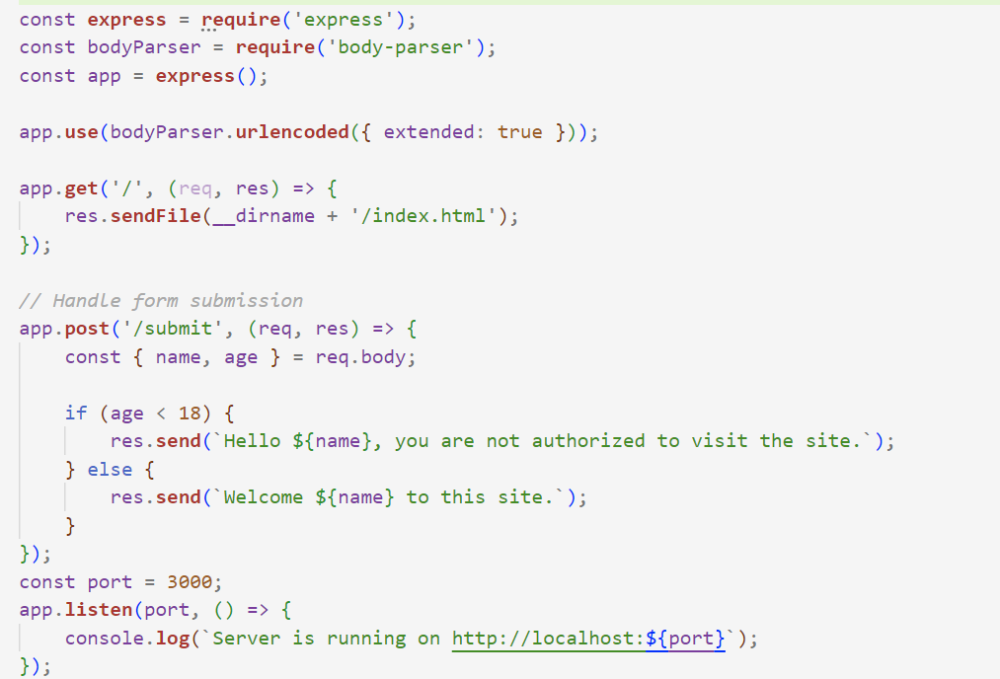 const express = require('express');
const bodyParser = require('body-parser');
const app = express();

app.use(bodyParser.urlencoded({ extended: true }));

app.get('/', (req, res) => {
    res.sendFile(__dirname + '/index.html');
});

// Handle form submission
app.post('/submit', (req, res) => {
    const { name, age } = req.body;

    if (age < 18) {
        res.send(`Hello ${name}, you are not authorized to visit the site.`);
    } else {
        res.send(`Welcome ${name} to this site.`);
    }
});
const port = 3000;
app.listen(port, () => {
    console.log(`Server is running on http://localhost:${port}`);
});